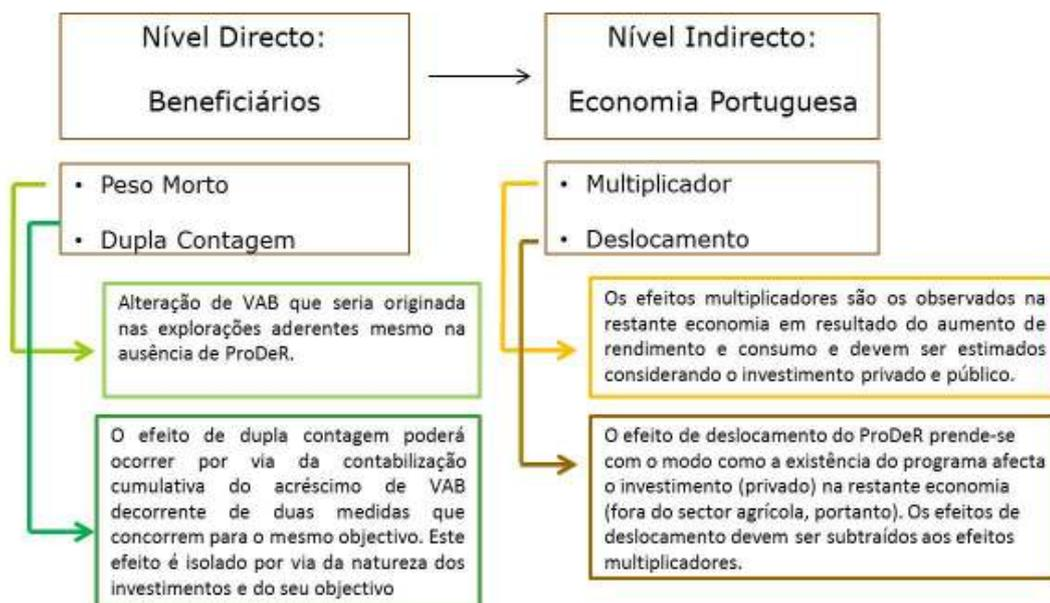 Nível Directo:
Beneficiários
Nível Indirecto:
Economia Portuguesa
• Peso Morto
• Dupla Contagem
• Multiplicador
• Deslocamento
Alteração de VAB que seria originada
nas explorações aderentes mesmo na
ausência de ProDeR.
O efeito de dupla contagem poderá
ocorrer por via da contabilização
cumulativa do acréscimo de VAB
decorrente de duas medidas que
concorrem para o mesmo objectivo. Este
efeito é isolado por via da natureza dos
investimentos e do seu objectivo
Os efeitos multiplicadores são os observados na
restante economia em resultado do aumento de
rendimento e consumo e devem ser estimados
considerando o investimento privado e público.
O efeito de deslocamento do ProDeR prende-se
com o modo como a existência do programa afecta
o investimento (privado) na restante economia
(fora do sector agrícola, portanto). Os efeitos de
deslocamento devem ser subtraídos aos efeitos
multiplicadores.